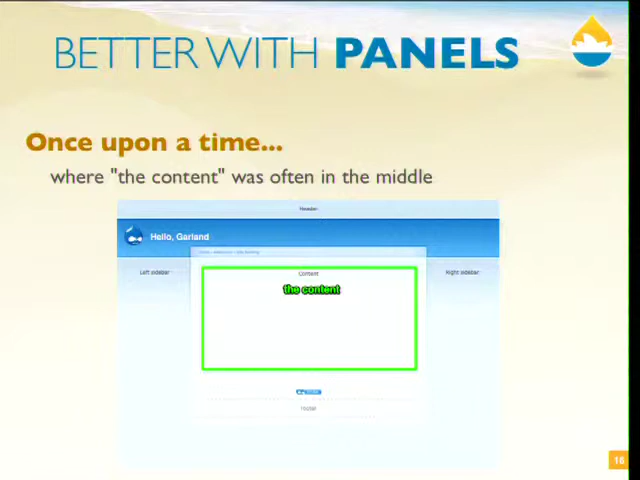 BETTER WITH PANELS
Once upon a time...
where "the content" was often in the middle
Header
Hello, Garland
Left sidebar
Content
Right sidebar
the content
footer
16